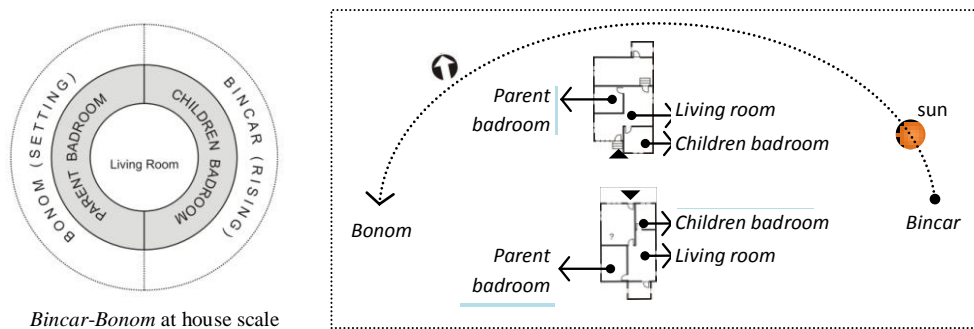 BONOM (SETTING)
PARENT BADROOM
Living Room
CHILDREN BADROOM
BINCAR (RISING)
Bincar-Bonom at house scale
Parent
badroom
Living room
Children badroom
sun
Bonom
Bincar
?
Children badroom
Living room
Parent
badroom